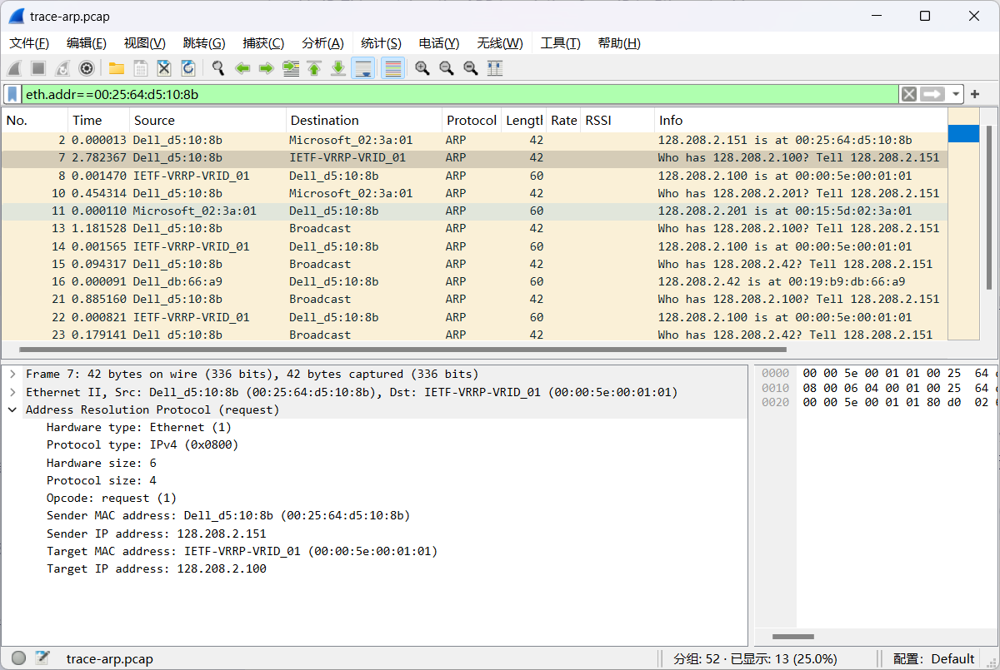 trace-arp.pcap
文件(F) 编辑(E) 视图(V) 跳转(G) 捕获(C) 分析(A) 统计(S) 电话(Y) 无线(W) 工具(T) 帮助(H)
eth.addr==00:25:64:d5:10:8b
No. Time Source Destination Protocol Lengtl Rate RSSI Info
2 0.000013 Dell_d5:10:8b Microsoft_02:3a:01 ARP 42 128.208.2.151 is at 00:25:64:d5:10:8b
7 2.782367 Dell_d5:10:8b IETF-VRRP-VRID_01 ARP 42 Who has 128.208.2.100? Tell 128.208.2.151
8 0.001470 IETF-VRRP-VRID_01 Dell_d5:10:8b ARP 60 128.208.2.100 is at 00:00:5e:00:01:01
10 0.454314 Dell_d5:10:8b Microsoft_02:3a:01 ARP 42 Who has 128.208.2.201? Tell 128.208.2.151
11 0.000110 Microsoft_02:3a:01 Dell_d5:10:8b ARP 60 128.208.2.201 is at 00:15:5d:02:3a:01
13 1.181528 Dell_d5:10:8b Broadcast ARP 42 Who has 128.208.2.100? Tell 128.208.2.151
14 0.001565 IETF-VRRP-VRID_01 Dell_d5:10:8b ARP 60 128.208.2.100 is at 00:00:5e:00:01:01
15 0.094317 Dell_d5:10:8b Broadcast ARP 42 Who has 128.208.2.42? Tell 128.208.2.151
16 0.000091 Dell_db:66:a9 Dell_d5:10:8b ARP 60 128.208.2.42 is at 00:19:b9:db:66:a9
21 0.885160 Dell_d5:10:8b Broadcast ARP 42 Who has 128.208.2.100? Tell 128.208.2.151
22 0.000821 IETF-VRRP-VRID_01 Dell_d5:10:8b ARP 60 128.208.2.100 is at 00:00:5e:00:01:01
23 0.179141 Dell d5:10:8b Broadcast ARP 42 Who has 128.208.2.42? Tell 128.208.2.151
Frame 7: 42 bytes on wire (336 bits), 42 bytes captured (336 bits)
Ethernet II, Src: Dell_d5:10:8b (00:25:64:d5:10:8b), Dst: IETF-VRRP-VRID_01 (00:00:5e:00:01:01)
Address Resolution Protocol (request)
Hardware type: Ethernet (1)
Protocol type: IPv4 (0x0800)
Hardware size: 6
Protocol size: 4
Opcode: request (1)
Sender MAC address: Dell_d5:10:8b (00:25:64:d5:10:8b)
Sender IP address: 128.208.2.151
Target MAC address: IETF-VRRP-VRID_01 (00:00:5e:00:01:01)
Target IP address: 128.208.2.100
0000 00 00 5e 00 01 01 00 25 64
0010 08 00 06 04 00 01 00 25 64
0020 00 00 5e 00 01 01 80 d0 02
trace-arp.pcap 分组: 52 · 已显示: 13 (25.0%) 配置: Default